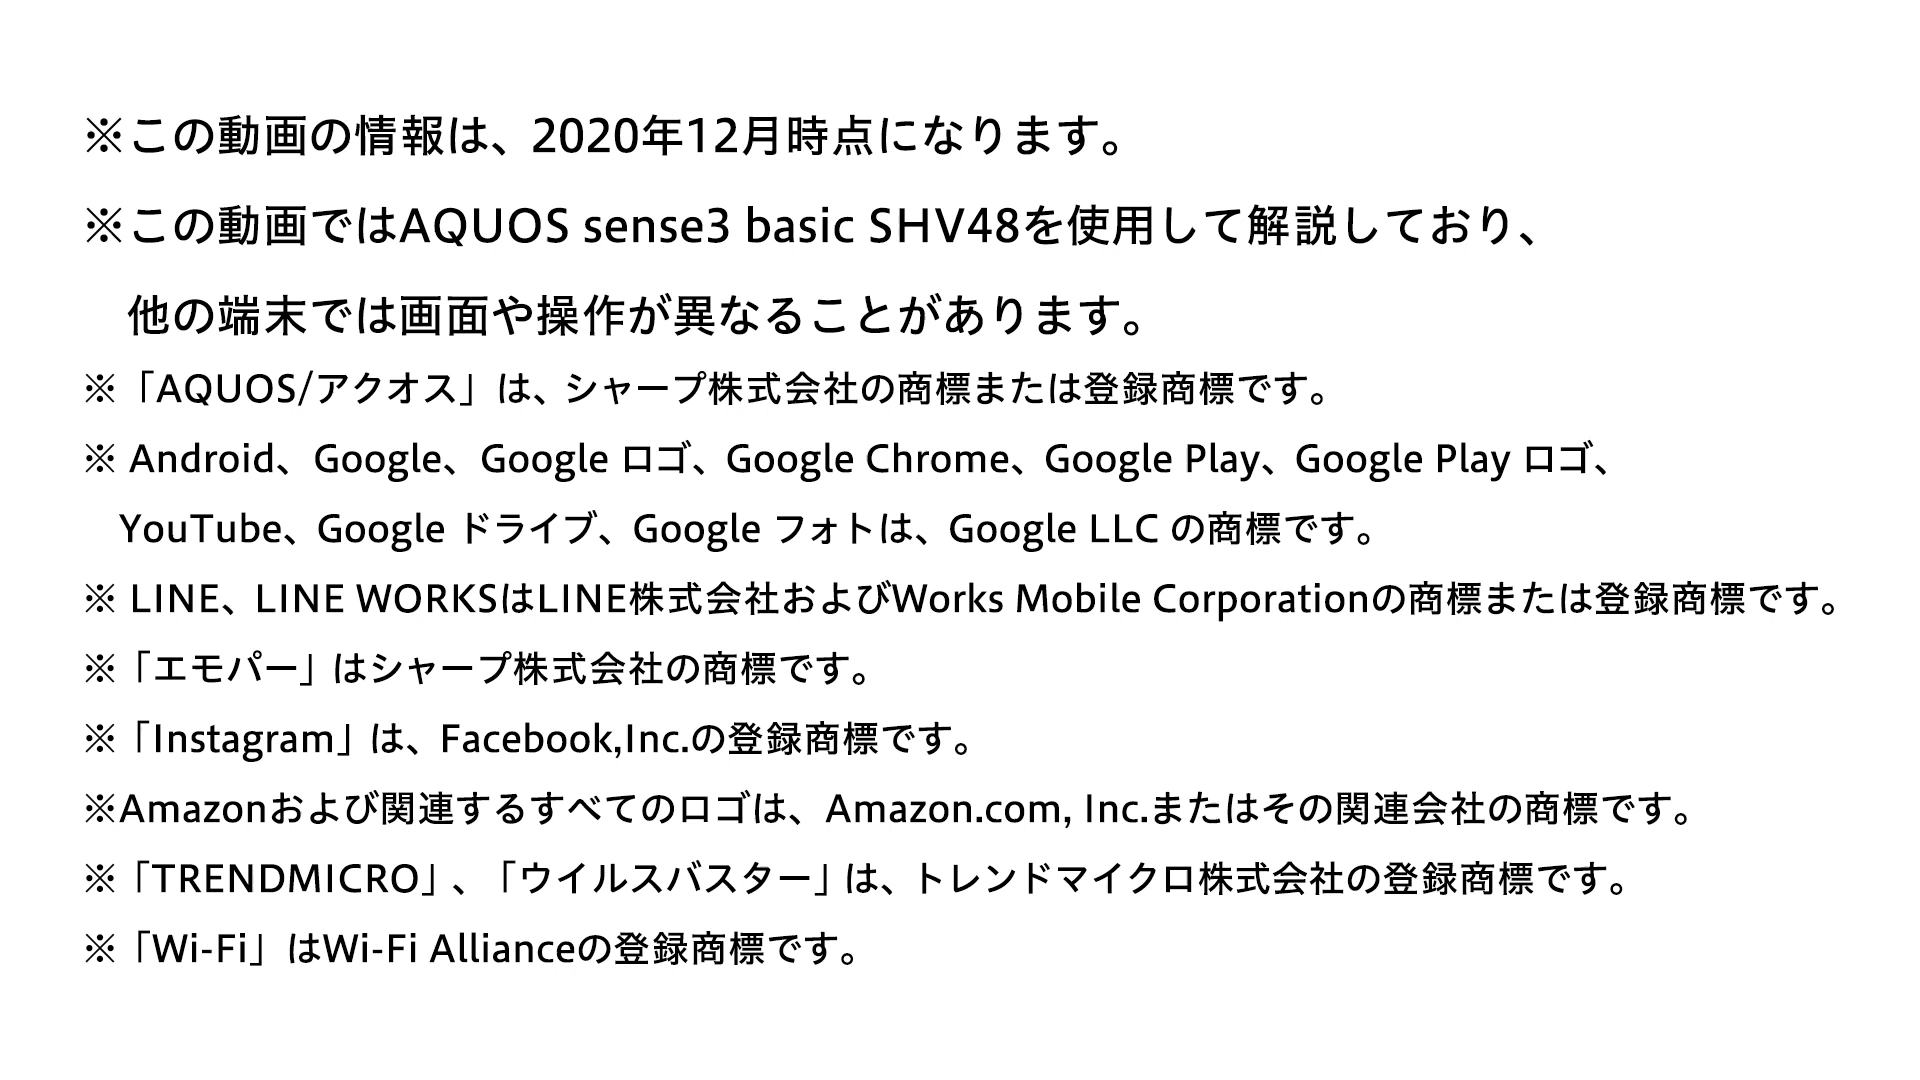 ※この動画の情報は、2020年12月時点になります。
※この動画ではAQUOS sense3 basic SHV48を使用して解説しており、
他の端末では画面や操作が異なることがあります。
※「AQUOS/アクオス」は、シャープ株式会社の商標または登録商標です。
※ Android、Google、Google ロゴ、Google Chrome、Google Play、Google Play ロゴ、
YouTube、Google ドライブ、Google フォトは、Google LLC の商標です。
※ LINE、LINE WORKSはLINE株式会社およびWorks Mobile Corporationの商標または登録商標です。
※「エモパー」はシャープ株式会社の商標です。
※「Instagram」は、Facebook,Inc.の登録商標です。
※Amazonおよび関連するすべてのロゴは、Amazon.com, Inc.またはその関連会社の商標です。
※「TRENDMICRO」、「ウイルスバスター」は、トレンドマイクロ株式会社の登録商標です。
※「Wi-Fi」はWi-Fi Allianceの登録商標です。